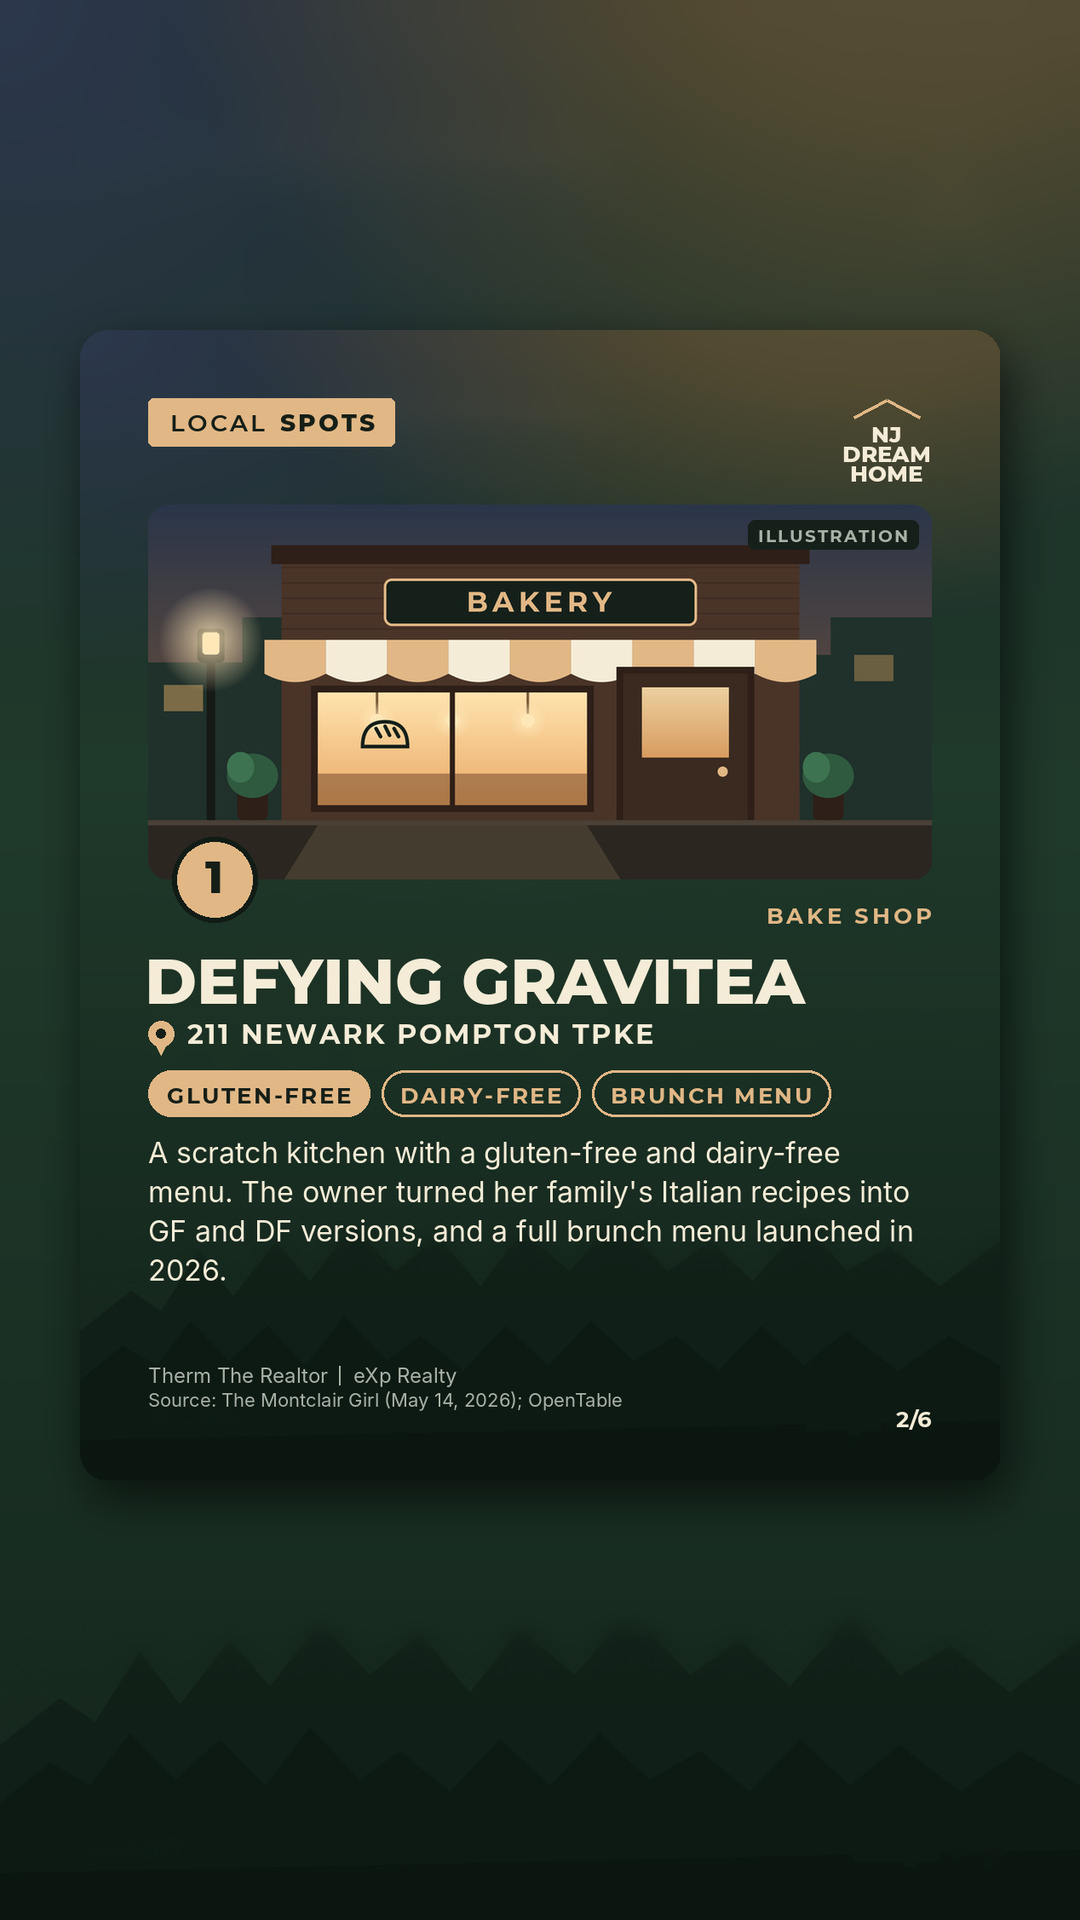 LOCAL SPOTS
NJ
DREAM
HOME
ILLUSTRATION
BAKERY
1
BAKE SHOP
DEFYING GRAVITEA
211 NEWARK POMPTON TPKE
GLUTEN-FREE DAIRY-FREE BRUNCH MENU
A scratch kitchen with a gluten-free and dairy-free
menu. The owner turned her family's Italian recipes into
GF and DF versions, and a full brunch menu launched in
2026.
Therm The Realtor | eXp Realty
Source: The Montclair Girl (May 14, 2026); OpenTable
2/6